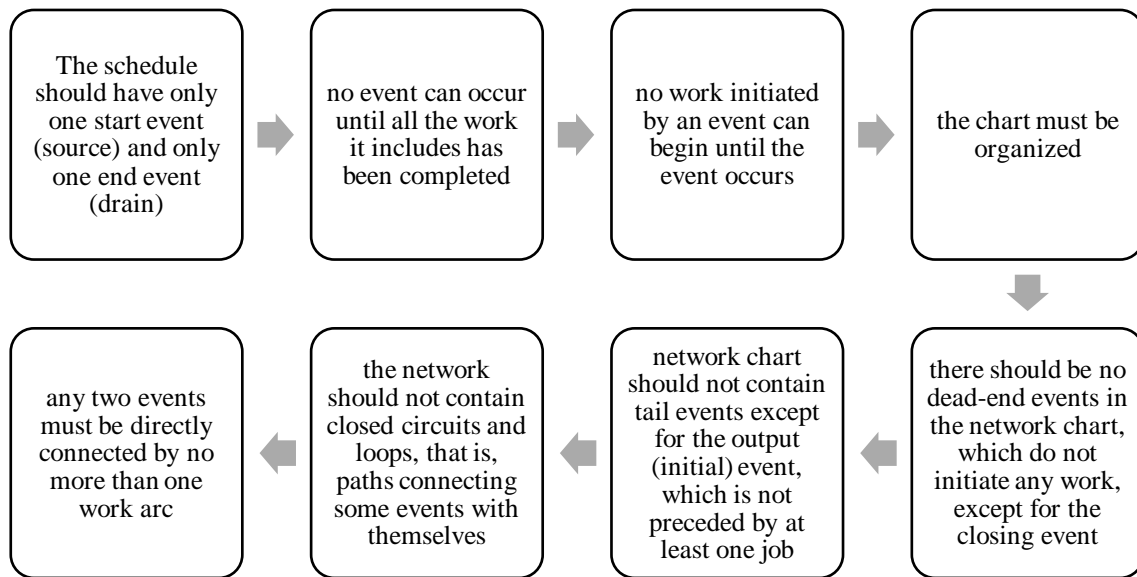 The schedule
should have only
one start event
(source) and only
one end event
(drain)
no event can occur
until all the work
it includes has
been completed
no work initiated
by an event can
begin until the
event occurs
the chart must be
organized
there should be no
dead-end events in
the network chart,
which do not
initiate any work,
except for the
closing event
network chart
should not contain
tail events except
for the output
(initial) event,
which is not
preceded by at
least one job
the network
should not contain
closed circuits and
loops, that is,
paths connecting
some events with
themselves
any two events
must be directly
connected by no
more than one
work arc